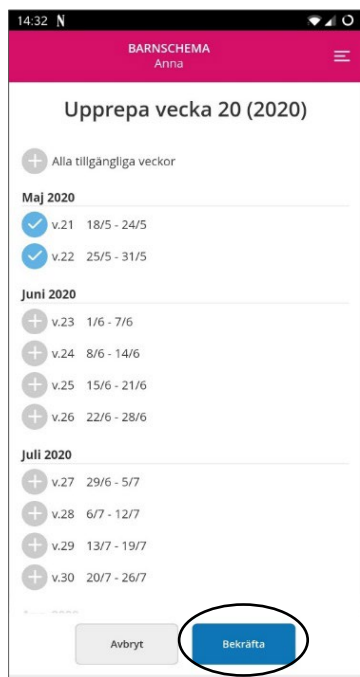 14:32 N
BARNSCHEMA
Anna
Upprepa vecka 20 (2020)
Alla tillgängliga veckor
Maj 2020
v.21 18/5 - 24/5
v.22 25/5 - 31/5
Juni 2020
v.23 1/6 - 7/6
v.24 8/6 - 14/6
v.25 15/6 - 21/6
v.26 22/6 - 28/6
Juli 2020
v.27 29/6 - 5/7
v.28 6/7 - 12/7
v.29 13/7 - 19/7
v.30 20/7 - 26/7
Avbryt Bekräfta